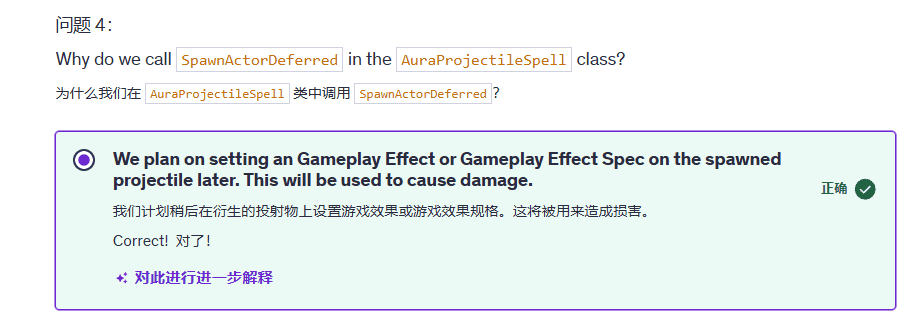 问题 4：
Why do we call SpawnActorDeferred in the AuraProjectileSpell class?
为什么我们在 AuraProjectileSpell 类中调用 SpawnActorDeferred？
We plan on setting an Gameplay Effect or Gameplay Effect Spec on the spawned
projectile later. This will be used to cause damage.
正确
我们计划稍后在衍生的投射物上设置游戏效果或游戏效果规格。这将被用来造成损害。
Correct! 对了！
对此进行进一步解释